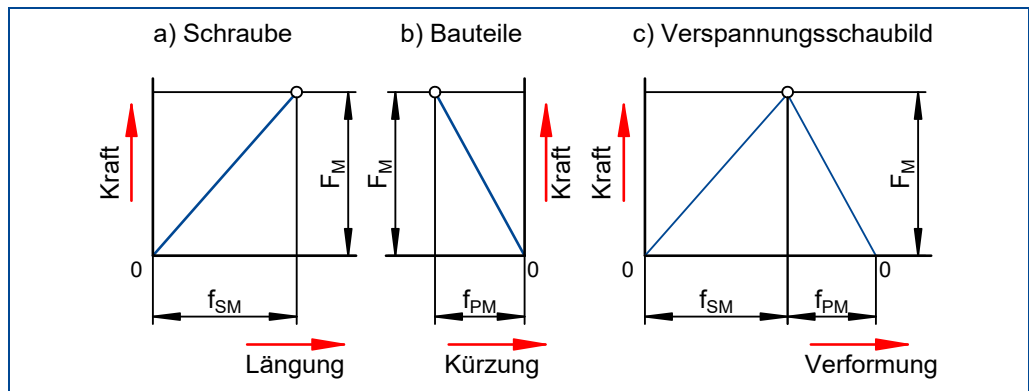 a) Schraube
b) Bauteile
c) Verspannungsschaubild
Kraft
F_M
F_M
Kraft
Kraft
F_M
0
0
0
0
f_SM
f_PM
f_SM
f_PM
Längung
Kürzung
Verformung